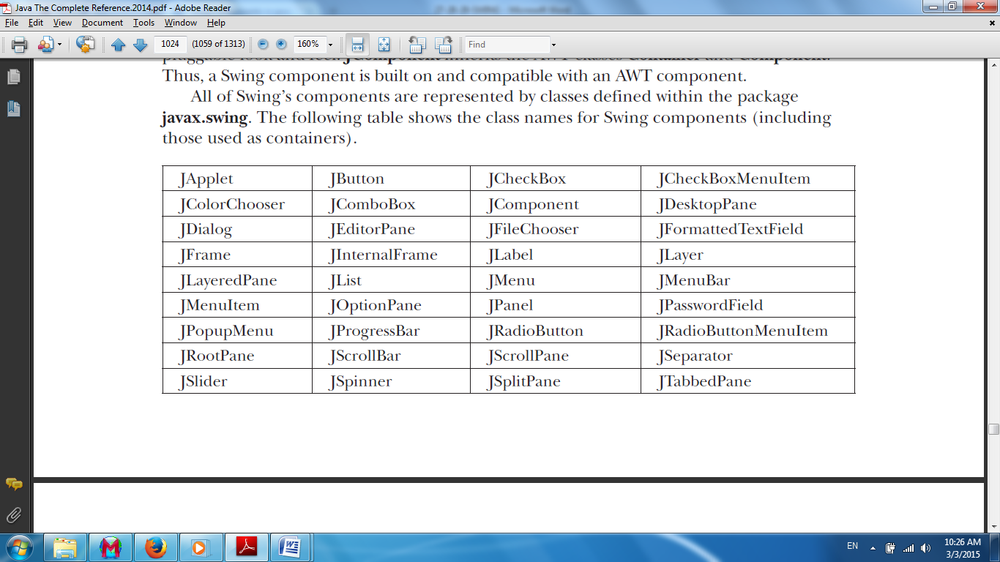 Java The Complete Reference.2014.pdf - Adobe Reader
File Edit View Document Tools Window Help
1024 (1059 of 1313) 160% Find
JComponent
Thus, a Swing component is built on and compatible with an AWT component.
All of Swing's components are represented by classes defined within the package
javax.swing. The following table shows the class names for Swing components (including
those used as containers).
JApplet JButton JCheckBox JCheckBoxMenuItem
JColorChooser JComboBox JComponent JDesktopPane
JDialog JEditorPane JFileChooser JFormattedTextField
JFrame JInternalFrame JLabel JLayer
JLayeredPane JList JMenu JMenuBar
JMenuItem JOptionPane JPanel JPasswordField
JPopupMenu JProgressBar JRadioButton JRadioButtonMenuItem
JRootPane JScrollBar JScrollPane JSeparator
JSlider JSpinner JSplitPane JTabbedPane
EN 10:26 AM
3/3/2015